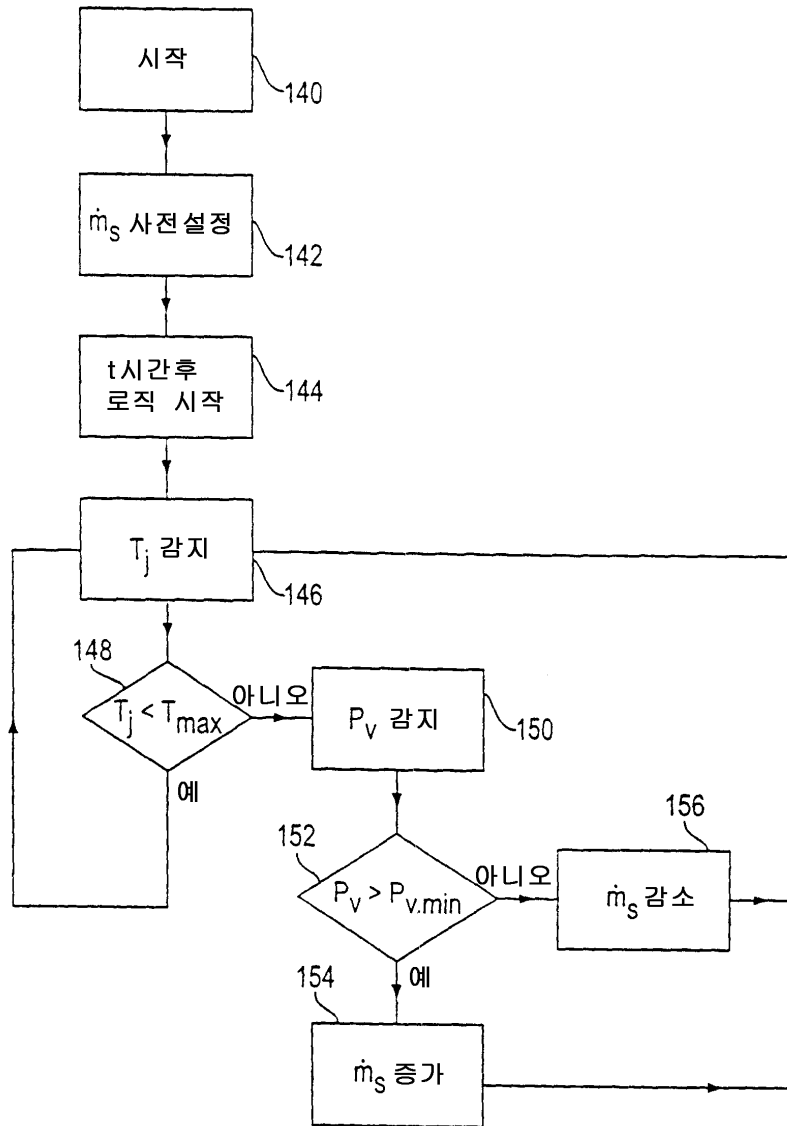 시작
140
ṁs 사전설정
142
t시간후
로직 시작
144
Tj 감지
146
148
Tj < Tmax
아니오
예
Pv 감지
150
152
Pv > Pv.min
아니오
예
156
ṁs 감소
154
ṁs 증가